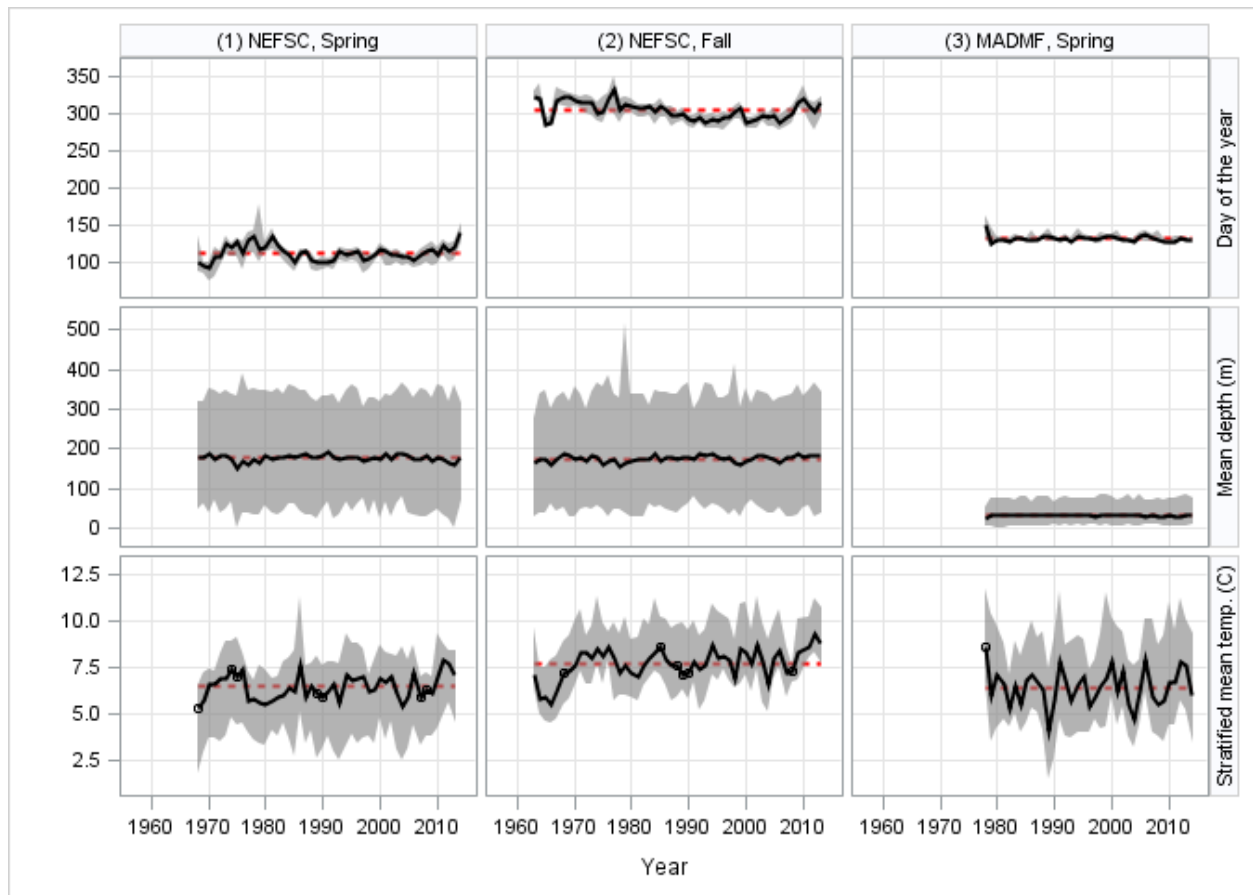 (1) NEFSC, Spring
(2) NEFSC, Fall
(3) MADMF, Spring
350
300
250
200
150
100
Day of the year
500
400
300
200
100
0
Mean depth (m)
12.5
10.0
7.5
5.0
2.5
Stratified mean temp. (C)
1960 1970 1980 1990 2000 2010
1960 1970 1980 1990 2000 2010
1960 1970 1980 1990 2000 2010
Year